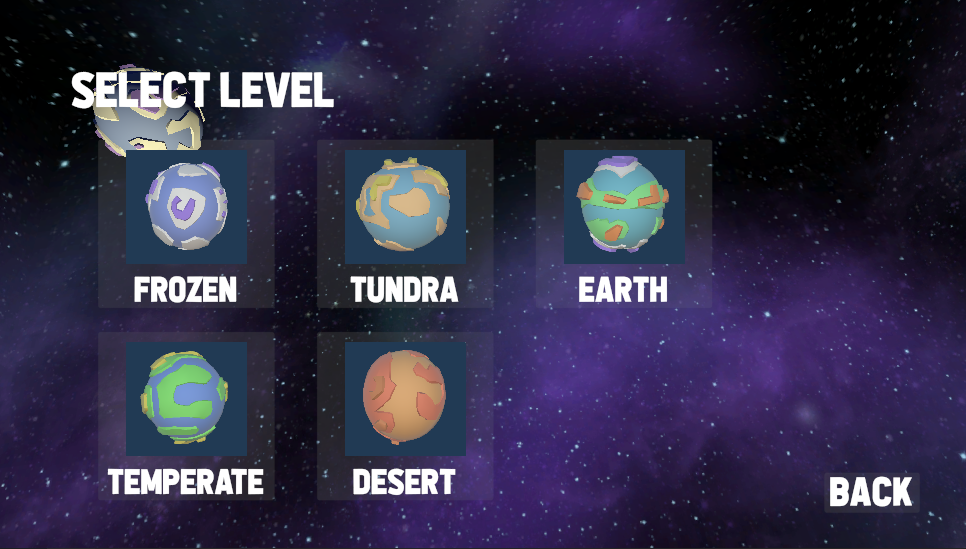 SELECT LEVEL
FROZEN
TUNDRA
EARTH
TEMPERATE
DESERT
BACK